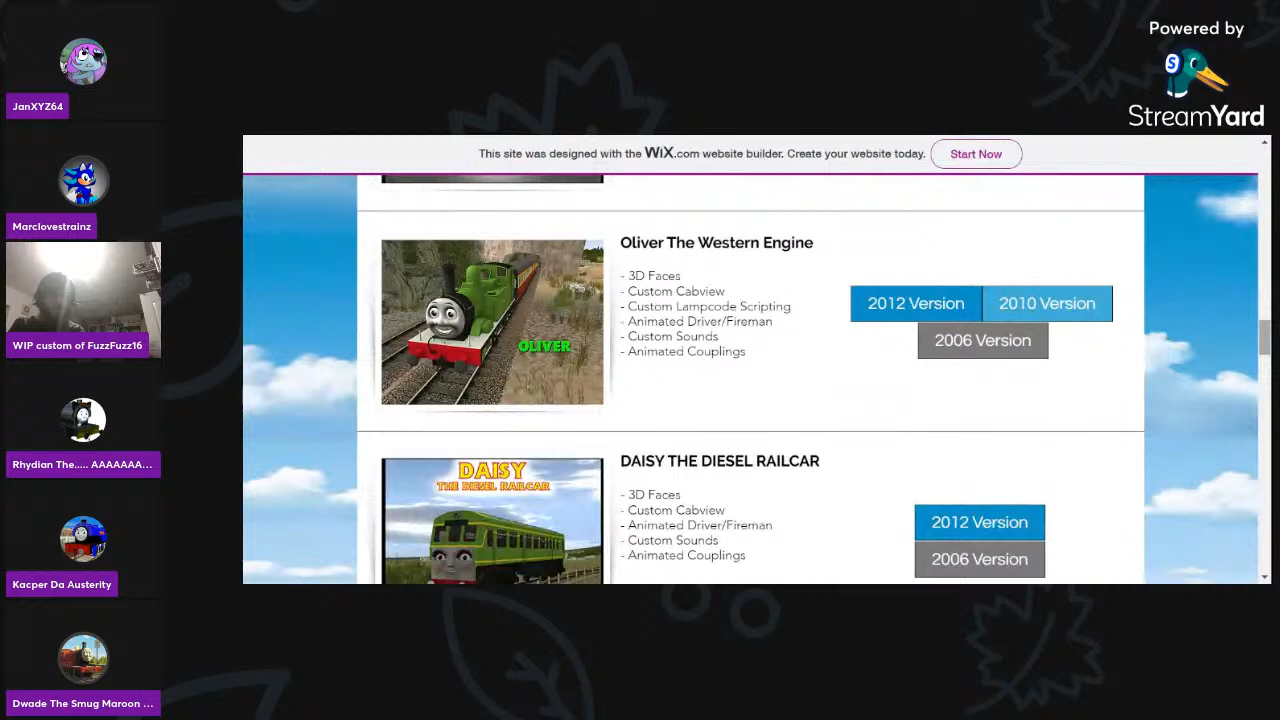 Powered by
StreamYard
JanXYZ64
Marclovestrainz
WIP custom of FuzzFuzz16
Rhydian The..... AAAAAAA...
Kacper Da Austerity
Dwade The Smug Maroon ...
This site was designed with the WiX.com website builder. Create your website today.
Start Now
Oliver The Western Engine
- 3D Faces
- Custom Cabview
- Custom Lampcode Scripting
- Animated Driver/Fireman
- Custom Sounds
- Animated Couplings
2012 Version
2010 Version
2006 Version
OLIVER
DAISY THE DIESEL RAILCAR
- 3D Faces
- Custom Cabview
- Animated Driver/Fireman
- Custom Sounds
- Animated Couplings
2012 Version
2006 Version
DAISY
THE DIESEL RAILCAR